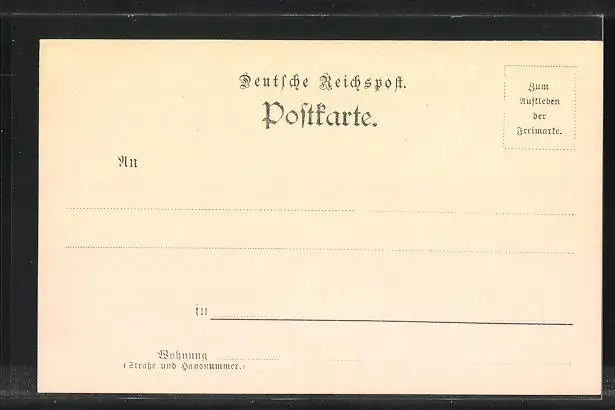 Deutſche Reichspoſt.
Poſtkarte.
Zum
Aufkleben
der
Freimarke.
An
in
Wohnung
(Straße und Hausnummer.)